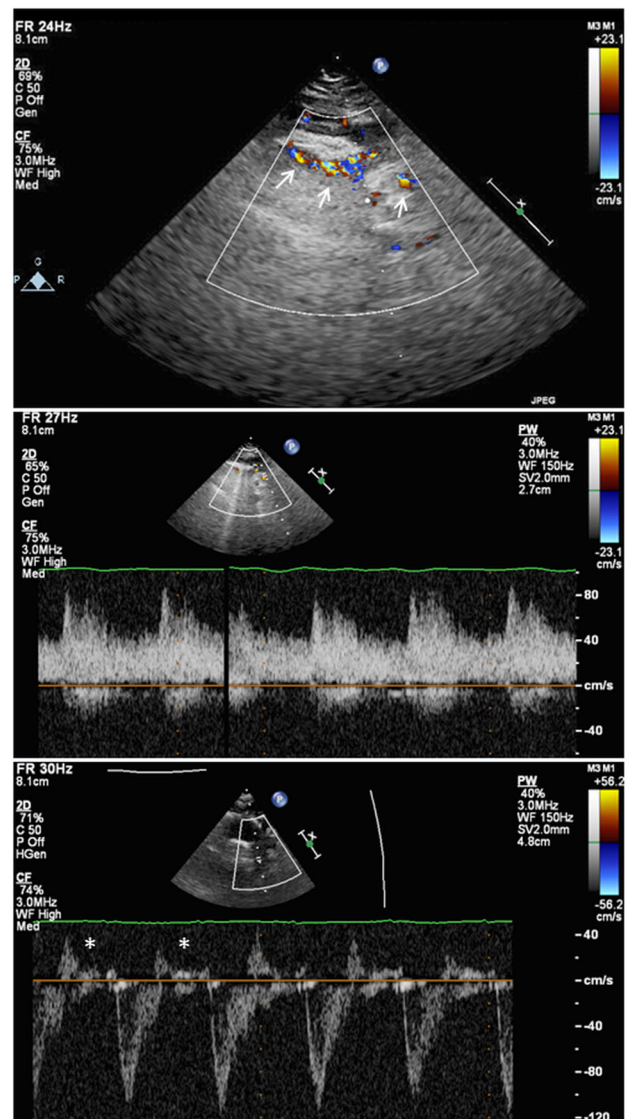 FR 24Hz
8.1cm
M3 M1
+23.1
2D
69%
C 50
P Off
Gen
CF
75%
3.0MHz
WF High
Med
-23.1
cm/s
P
x
G
P R
JPEG
FR 27Hz
8.1cm
M3 M1
+23.1
PW
40%
3.0MHz
WF 150Hz
SV2.0mm
2.7cm
P
x
2D
65%
C 50
P Off
Gen
CF
75%
3.0MHz
WF High
Med
-23.1
cm/s
80
40
cm/s
-40
FR 30Hz
8.1cm
M3 M1
+56.2
PW
40%
3.0MHz
WF 150Hz
SV2.0mm
4.8cm
P
x
2D
71%
C 50
P Off
HGen
CF
74%
3.0MHz
WF High
Med
-56.2
cm/s
* *
40
cm/s
-40
-80
-120